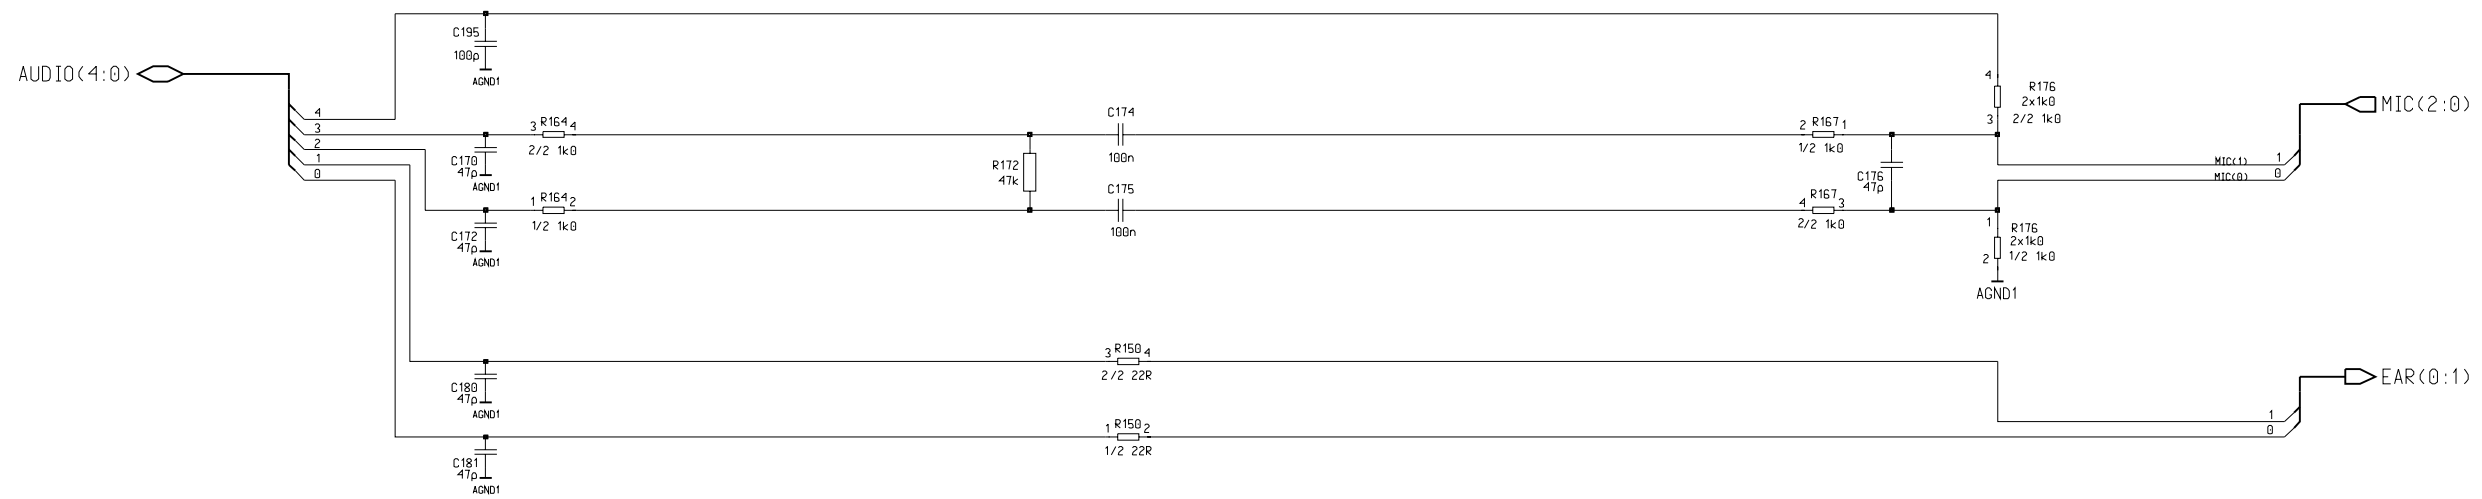 C195
100p
AGND1
AUDIO(4:0)
4
R176
2x1k0
3
2/2 1k0
MIC(2:0)
4
3
2
1
0
3 R164 4
2/2 1k0
C170
47p
AGND1
C174
100n
2 R167 1
1/2 1k0
R172
47k
C176
47p
MIC(1)
1
MIC(0)
0
1 R164 2
1/2 1k0
C172
47p
AGND1
C175
100n
4 R167 3
2/2 1k0
1
R176
2x1k0
2
1/2 1k0
AGND1
3 R150 4
2/2 22R
C180
47p
AGND1
EAR(0:1)
1
0
1 R150 2
1/2 22R
C181
47p
AGND1